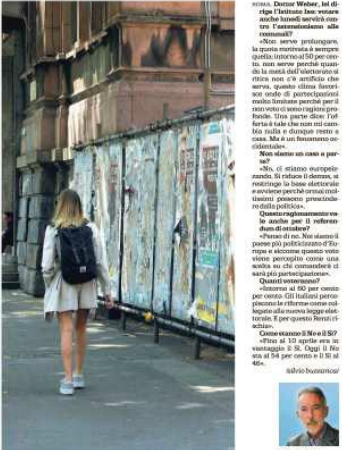 ROMA. Dottor Weber, lei di-
rige l'Istituto Ixe: votare
anche lunedì servirà con-
tro l'astensionismo alle
comunali?
«Non serve prolungare,
la quota motivata è sempre
quella: intorno al 50 per cen-
to. non serve perché quan-
do la metà dell'elettorato si
ritira non c'è artificio che
serva, questo clima favori-
sce ondo di partecipazioni
molto limitate perché per il
non voto ci sono ragioni pro-
fonde. Una parte dice: l'of-
ferta è tale che non mi cam-
bia nulla e dunque resto a
casa. Ma è un fenomeno oc-
cidentale».
Non siamo un caso a par-
te?
«No, ci stiamo europeiz-
zando. Si riduce il demos, si
restringe la base elettorale
e avviene perché ormai mol-
tissimi possono prescinde-
re dalla politica».
Questo ragionamento va-
le anche per il referen-
dum di ottobre?
«Penso di no. Noi siamo il
paese più politicizzato d'Eu-
ropa e siccome questo voto
viene percepito come una
scelta su chi comanderà ci
sarà più partecipazione».
Quanti voteranno?
«Intorno al 60 per cento
per cento. Gli italiani perce-
piscono le riforme come col-
legate alla nuova legge elet-
torale. E per questo Renzi ri-
schia».
Come stanno il No e il Sì?
«Fino al 10 aprile era in
vantaggio il Sì. Oggi il No
sta al 54 per cento e il Sì al
46».
(silvio buzzanca)